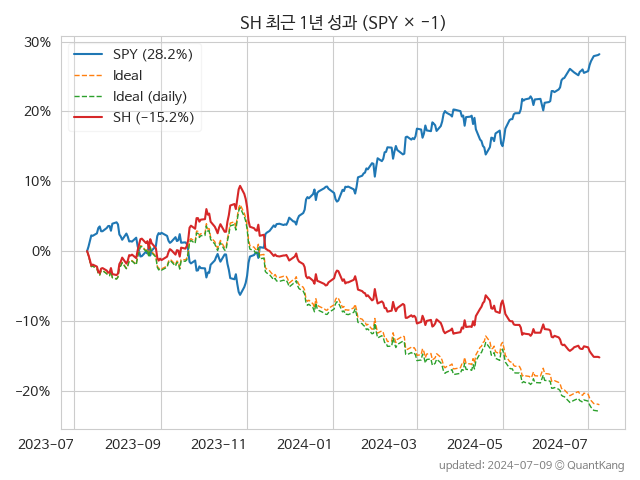 SH 최근 1년 성과 (SPY × −1)
SPY (28.2%)
Ideal
Ideal (daily)
SH (−15.2%)
30%
20%
10%
0%
−10%
−20%
2023-07
2023-09
2023-11
2024-01
2024-03
2024-05
2024-07
updated: 2024-07-09 © QuantKang